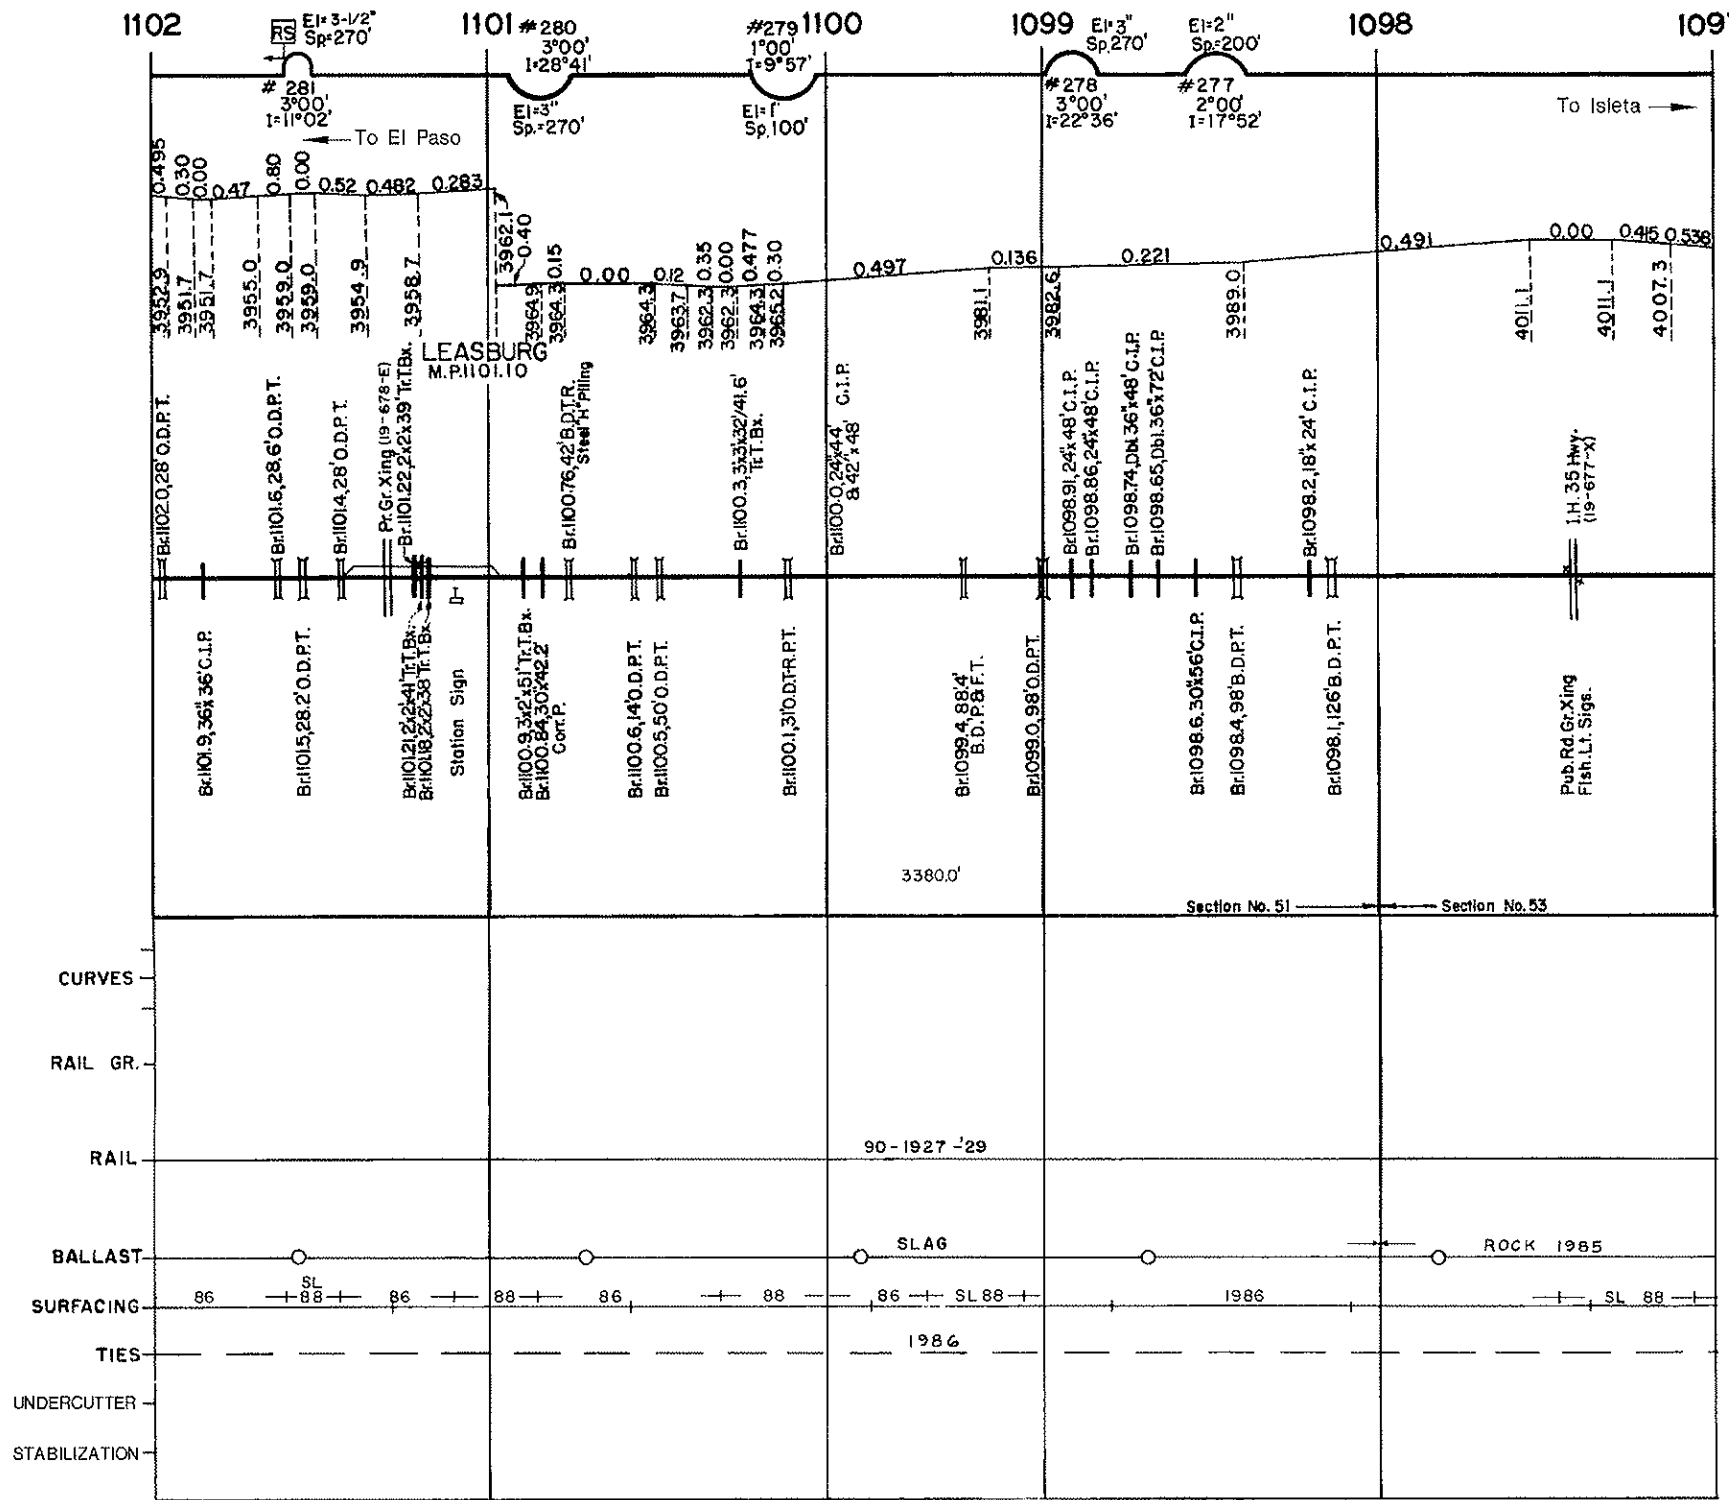 1102
1101
1100
1099
1098
109
RS
El=3-1/2"
Sp=270'
#280
3°00'
I=28°41'
#279
1°00'
I=9°57'
El=3"
Sp.270'
El=2"
Sp=200'
# 281
3°00'
I=11°02'
El=3"
Sp.=270'
El=1"
Sp.100'
#278
3°00'
I=22°36'
#277
2°00'
I=17°52'
To Isleta
To El Paso
0.495
0.30
0.00
0.47
0.80
0.00
0.52
0.482
0.283
3962.1
0.40
0.15
0.00
0.12
0.35
0.00
0.477
0.30
0.497
0.136
0.221
0.491
0.00
0.415
0.538
3952.9
3951.7
3951.7
3955.0
3959.0
3959.0
3954.9
3958.7
3964.9
3964.3
3964.3
3963.7
3962.3
3962.3
3964.3
3965.2
3981.1
3982.6
3989.0
4011.1
4011.1
4007.3
LEASBURG
M.P.1101.10
Br.1102.0,28' O.D.P.T.
Br.1101.6,28.6' O.D.P.T.
Br.1101.4,28' O.D.P.T.
Pr.Gr.Xing (19-678-E)
Br.1101.22,2'x2'x39' Tr.T.Bx.
Br.1100.76,42' B.D.T.R.
Steel "H" Piling
Br.1100.3,3'x3'x32'/41.6'
Tr.T.Bx.
Br.1100.0,24"x44'
& 42"x48' C.I.P.
Br.1098.91,24"x48' C.I.P.
Br.1098.86,24"x48' C.I.P.
Br.1098.74,Dbl.36"x48' C.I.P.
Br.1098.65,Dbl.36"x72' C.I.P.
Br.1098.2,18"x24' C.I.P.
I.H.35 Hwy.
(19-677-X)
Br.1101.9,36"x36' C.I.P.
Br.1101.5,28.2' O.D.P.T.
Br.1101.21,2'x2'x41' Tr.T.Bx.
Br.1101.18,2'x2'x38' Tr.T.Bx.
Station Sign
Br.1100.9,3'x2'x51' Tr.T.Bx.
Br.1100.84,30"x42.2'
Corr.P.
Br.1100.6,14' O.D.P.T.
Br.1100.5,50' O.D.P.T.
Br.1100.1,31' O.D.T-R.P.T.
Br.1099.4,88.4'
B.D.P.& F.T.
Br.1099.0,98' O.D.P.T.
Br.1098.6,30"x56' C.I.P.
Br.1098.4,98' B.D.P.T.
Br.1098.1,126' B.D.P.T.
Pub.Rd.Gr.Xing
Flsh.Lt. Sigs.
3380.0'
Section No.51
Section No.53
CURVES
RAIL GR.
RAIL
90-1927-'29
BALLAST
SLAG
ROCK 1985
SURFACING
86
SL
88
86
88
86
88
86
SL 88
1986
SL 88
TIES
1986
UNDERCUTTER
STABILIZATION